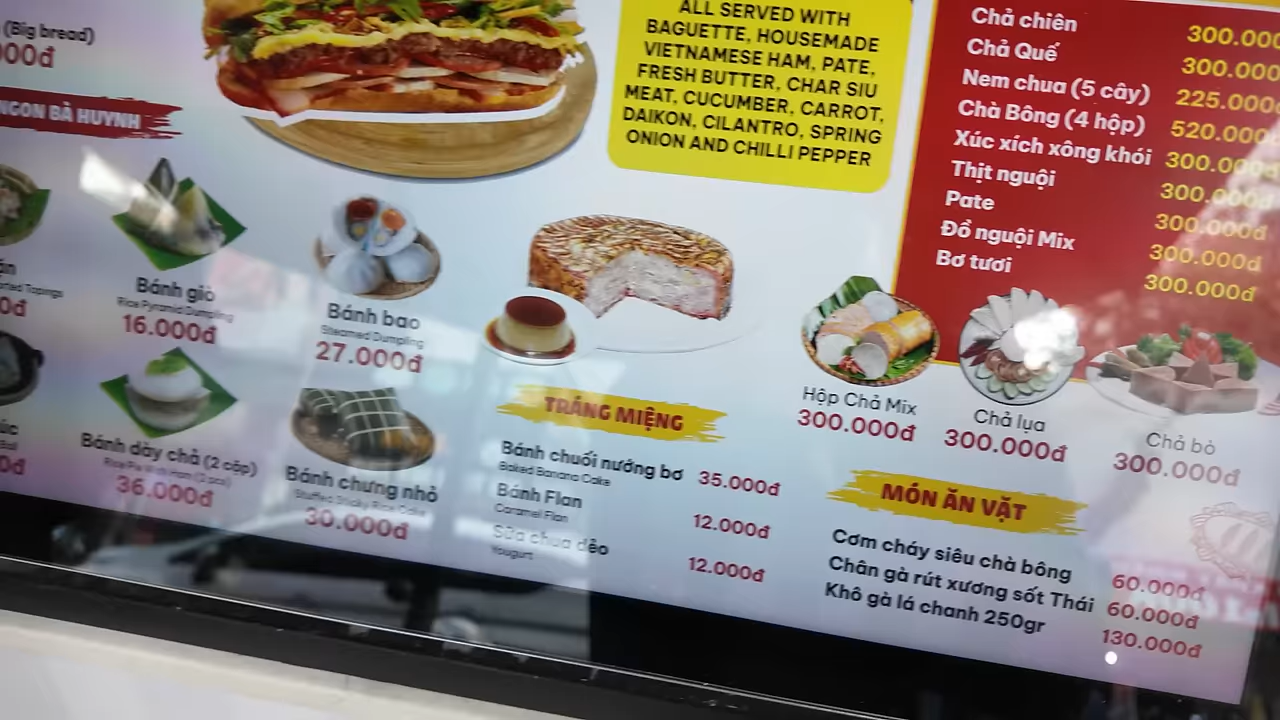 (Big bread)
NGON BÀ HUYNH
ALL SERVED WITH
BAGUETTE, HOUSEMADE
VIETNAMESE HAM, PATE,
FRESH BUTTER, CHAR SIU
MEAT, CUCUMBER, CARROT,
DAIKON, CILANTRO, SPRING
ONION AND CHILLI PEPPER
Chả chiên 300.000
Chả Quế 300.000
Nem chua (5 cây) 225.000
Chà Bông (4 hộp) 520.000
Xúc xích xông khói 300.000đ
Thịt nguội 300.000đ
Pate 300.000đ
Đồ nguội Mix 300.000đ
Bơ tươi 300.000đ
Bánh giò
Rice Pyramid Dumpling
16.000đ
Bánh bao
Steamed Dumpling
27.000đ
Bánh dày chả (2 cặp)
36.000đ
Bánh chưng nhỏ
Stuffed Sticky Rice Cake
30.000đ
TRÁNG MIỆNG
Bánh chuối nướng bơ 35.000đ
Baked Banana Cake
Bánh Flan 12.000đ
Caramel Flan
Sữa chua dẻo 12.000đ
Yougurt
Hộp Chả Mix
300.000đ
Chả lụa
300.000đ
Chả bò
300.000đ
MÓN ĂN VẶT
Cơm cháy siêu chà bông 60.000đ
Chân gà rút xương sốt Thái 60.000đ
Khô gà lá chanh 250gr 130.000đ